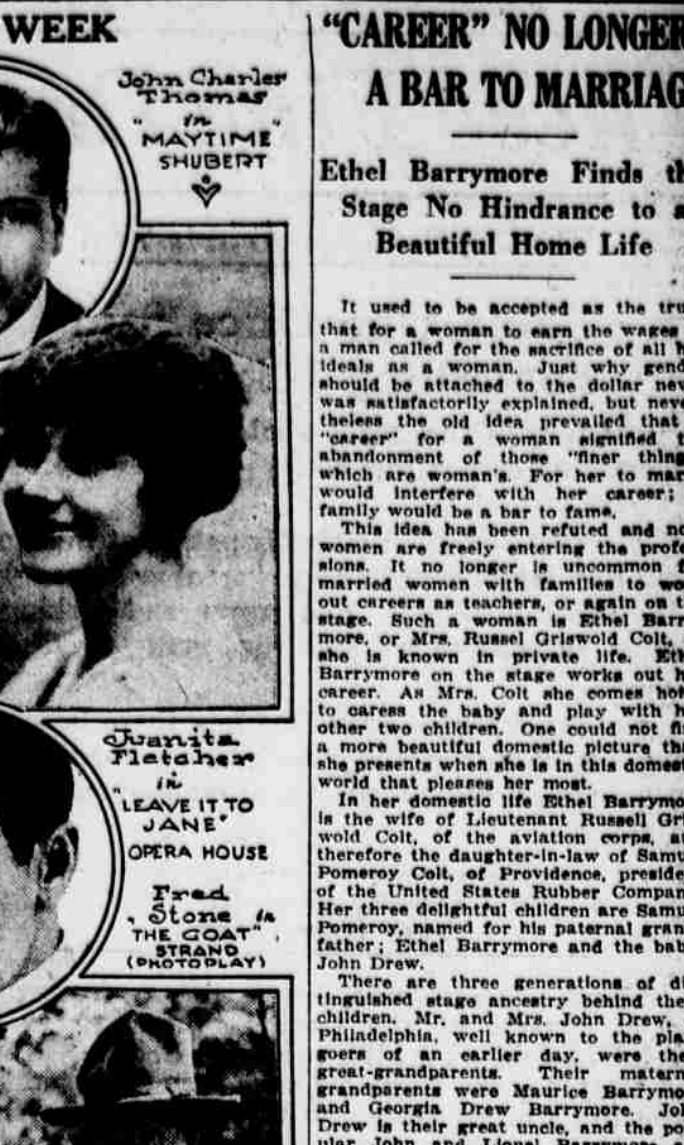 WEEK
John Charles
Thomas
in
"MAYTIME"
SHUBERT
Juanita
Fletcher
in
"LEAVE IT TO
JANE"
OPERA HOUSE
Fred
Stone in
"THE GOAT",
STRAND
(PHOTOPLAY)
"CAREER" NO LONGER
A BAR TO MARRIAG
Ethel Barrymore Finds th
Stage No Hindrance to a
Beautiful Home Life
It used to be accepted as the tru
that for a woman to earn the wages
a man called for the sacrifice of all h
ideals as a woman. Just why gend
should be attached to the dollar nev
was satisfactorily explained, but neve
theless the old idea prevailed that
"career" for a woman signified t
abandonment of those "finer thing
which are woman's. For her to mar
would interfere with her career;
family would be a bar to fame.
This idea has been refuted and no
women are freely entering the profe
sions. It no longer is uncommon f
married women with families to wo
out careers as teachers, or again on t
stage. Such a woman is Ethel Barr
more, or Mrs. Russel Griswold Colt,
she is known in private life. Eth
Barrymore on the stage works out h
career. As Mrs. Colt she comes hom
to caress the baby and play with h
other two children. One could not fi
a more beautiful domestic picture tha
she presents when she is in this domest
world that pleases her most.
In her domestic life Ethel Barrymo
is the wife of Lieutenant Russell Gri
wold Colt, of the aviation corps, a
therefore the daughter-in-law of Samu
Pomeroy Colt, of Providence, preside
of the United States Rubber Compan
Her three delightful children are Samu
Pomeroy, named for his paternal gran
father; Ethel Barrymore and the bab
John Drew.
There are three generations of di
tinguished stage ancestry behind the
children. Mr. and Mrs. John Drew,
Philadelphia, well known to the pla
goers of an earlier day, were the
great-grandparents. Their matern
grandparents were Maurice Barrymo
and Georgia Drew Barrymore. Joh
Drew is their great uncle, and the po
ular John and Lionel Barrymore